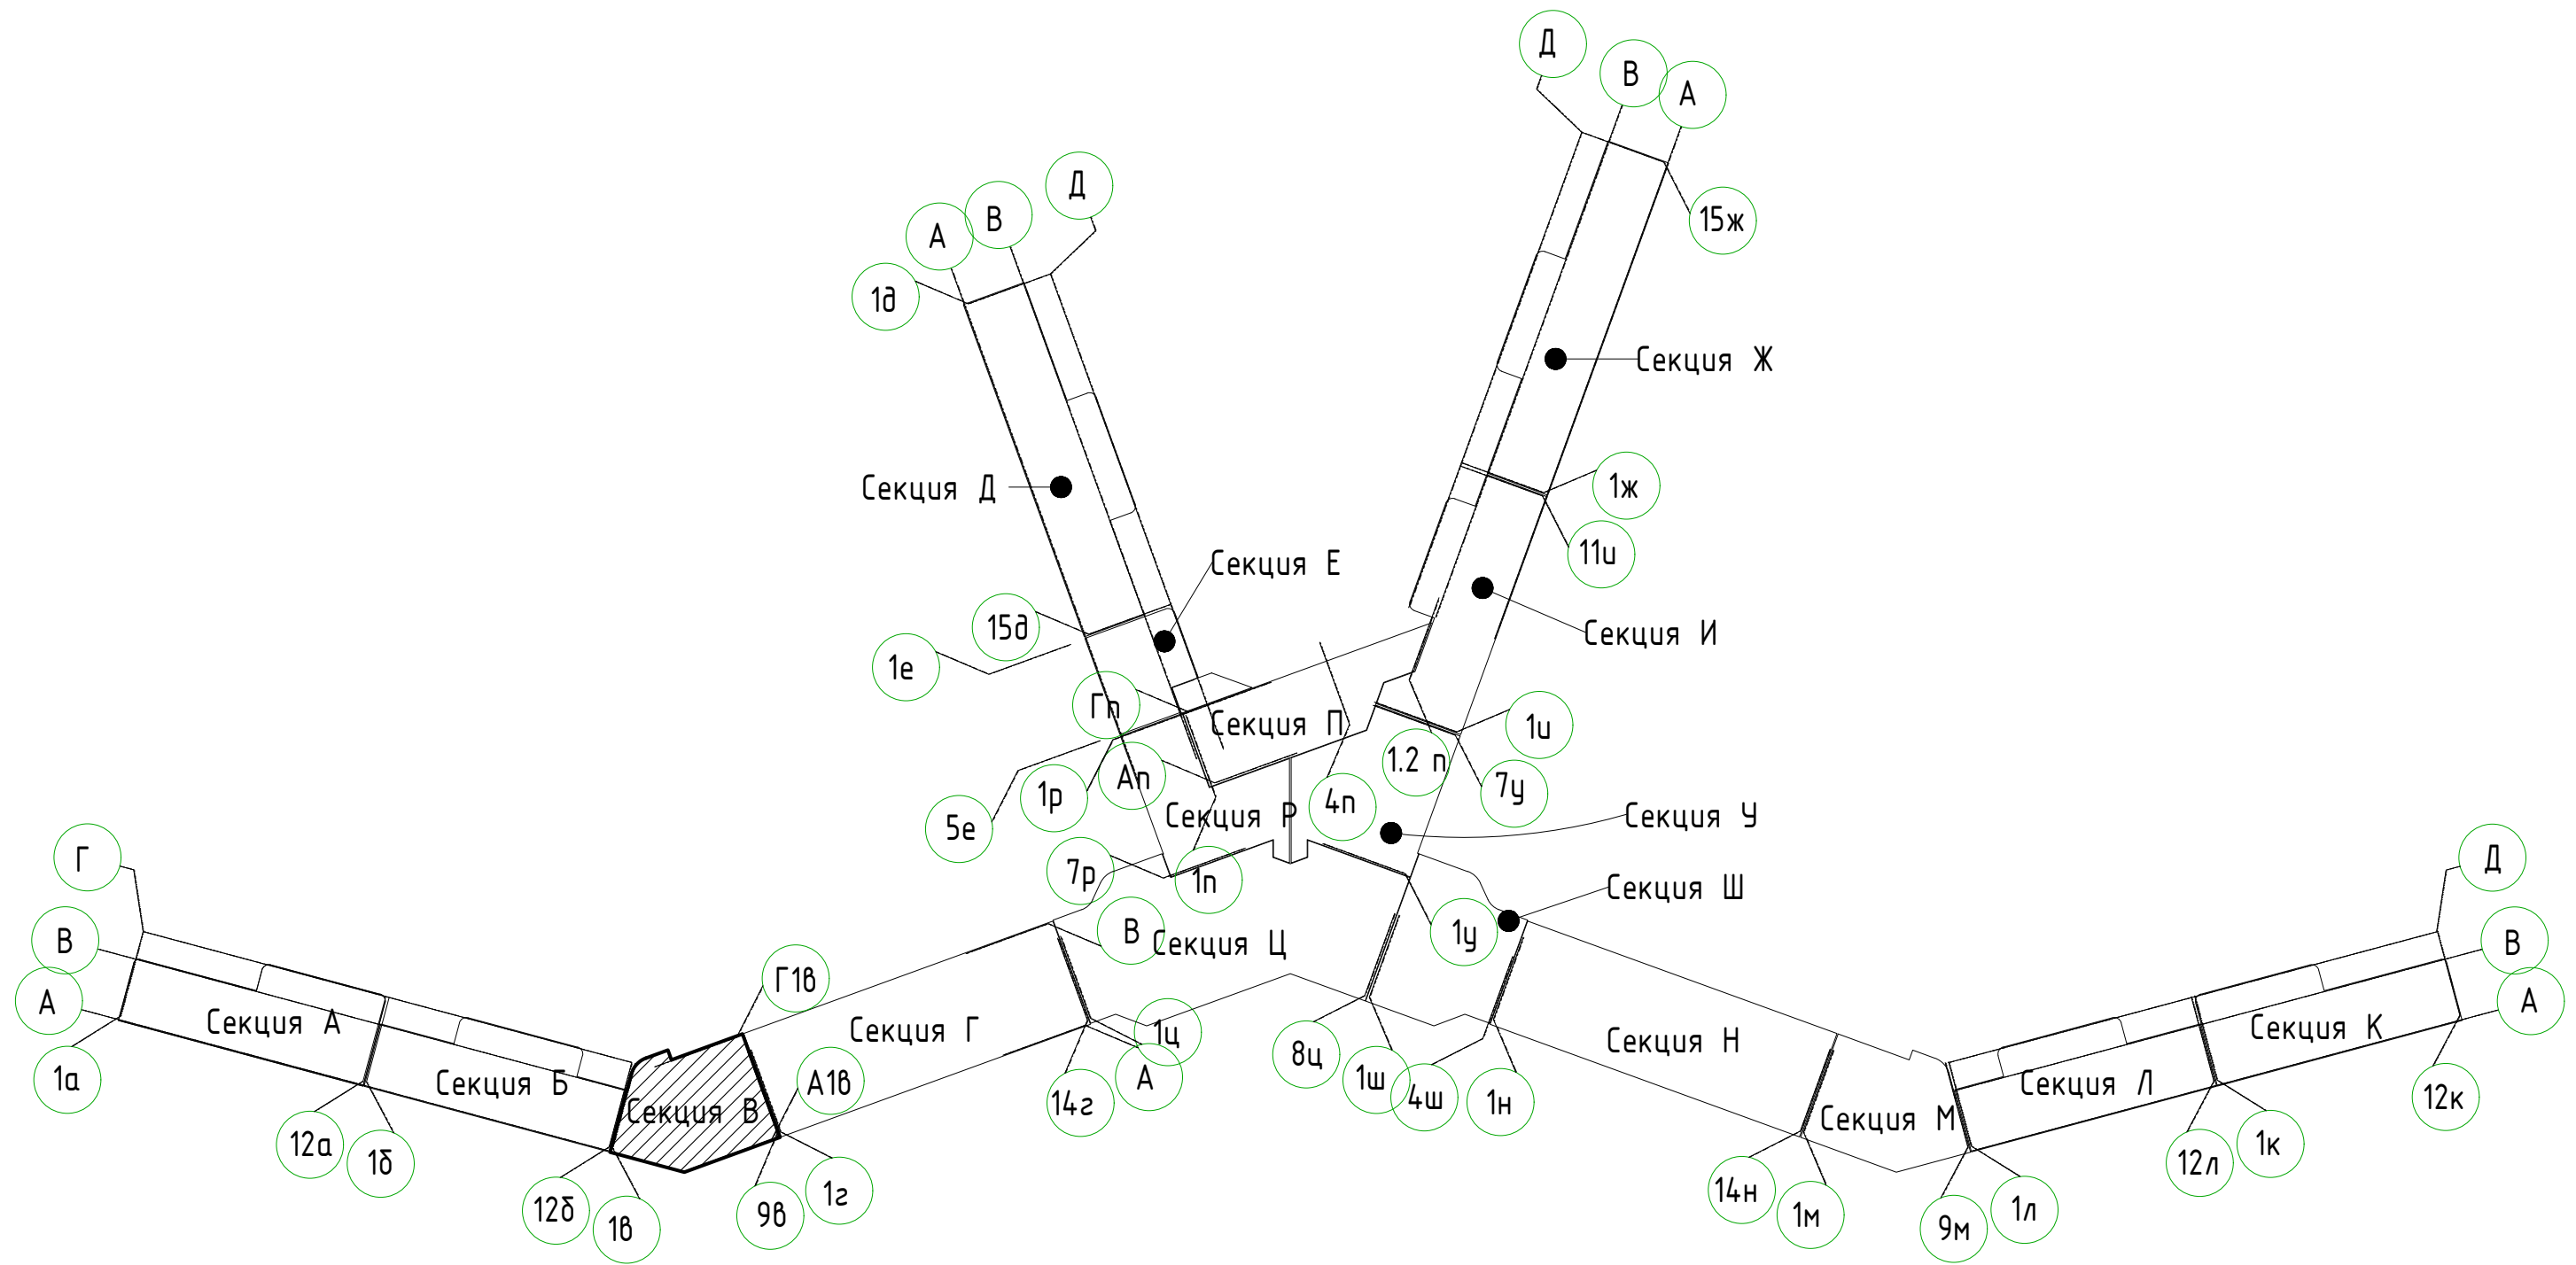 Д
В
А
Д
В
А
15ж
1д
Секция Ж
Секция Д
1ж
11и
Секция Е
15д
Секция И
1е
Гп
Секция П
1и
1.2 п
Ап
1р
7у
4п
5е
Секция Р
Секция У
Г
7р
1п
Секция Ш
Д
В
В
Секция Ц
1у
В
А
Г1в
А
Секция А
Секция Г
1ц
Секция Н
Секция К
8ц
1а
Секция Б
А1в
А
1ш
4ш
1н
Секция Л
12к
14г
Секция В
Секция М
12а
1б
12л
1к
12б
1в
9в
1г
14н
1м
9м
1л